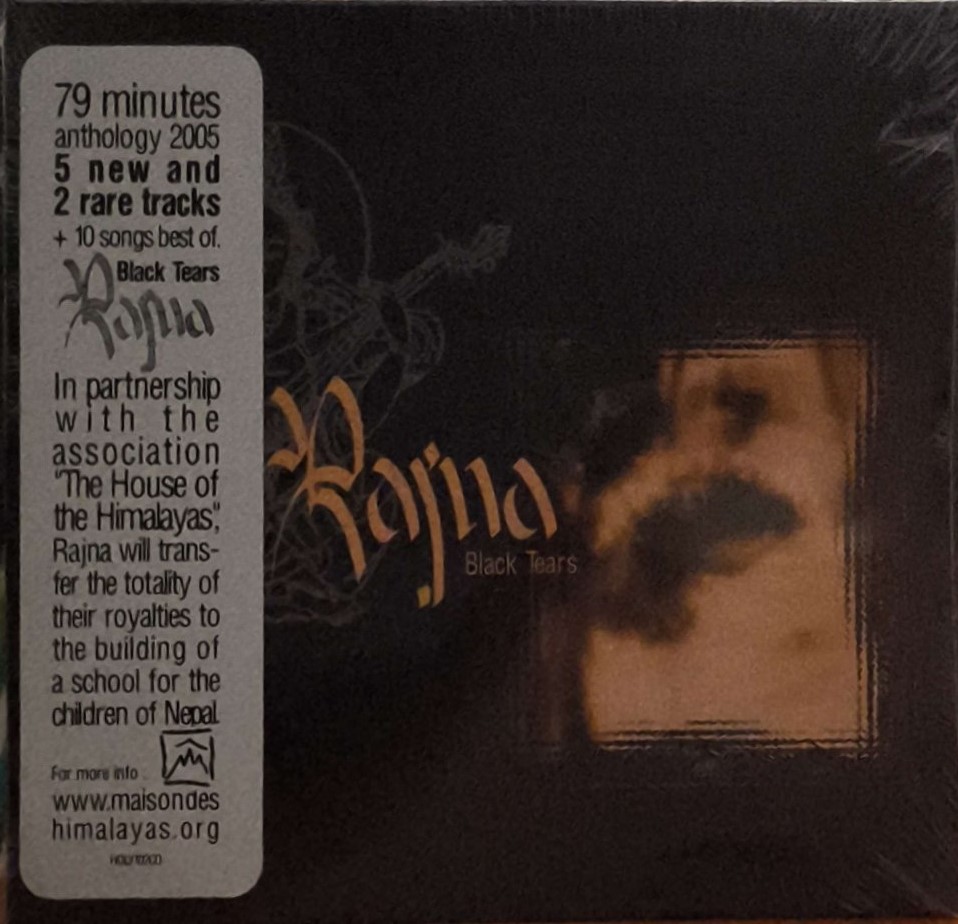 79 minutes
anthology 2005
5 new and
2 rare tracks
+ 10 songs best of.
Black Tears
Rajna
In partnership
with the
association
"The House of
the Himalayas",
Rajna will trans-
fer the totality of
their royalties to
the building of
a school for the
children of Nepal.
For more info :
www.maisondes
himalayas.org
Rajna
Black Tears